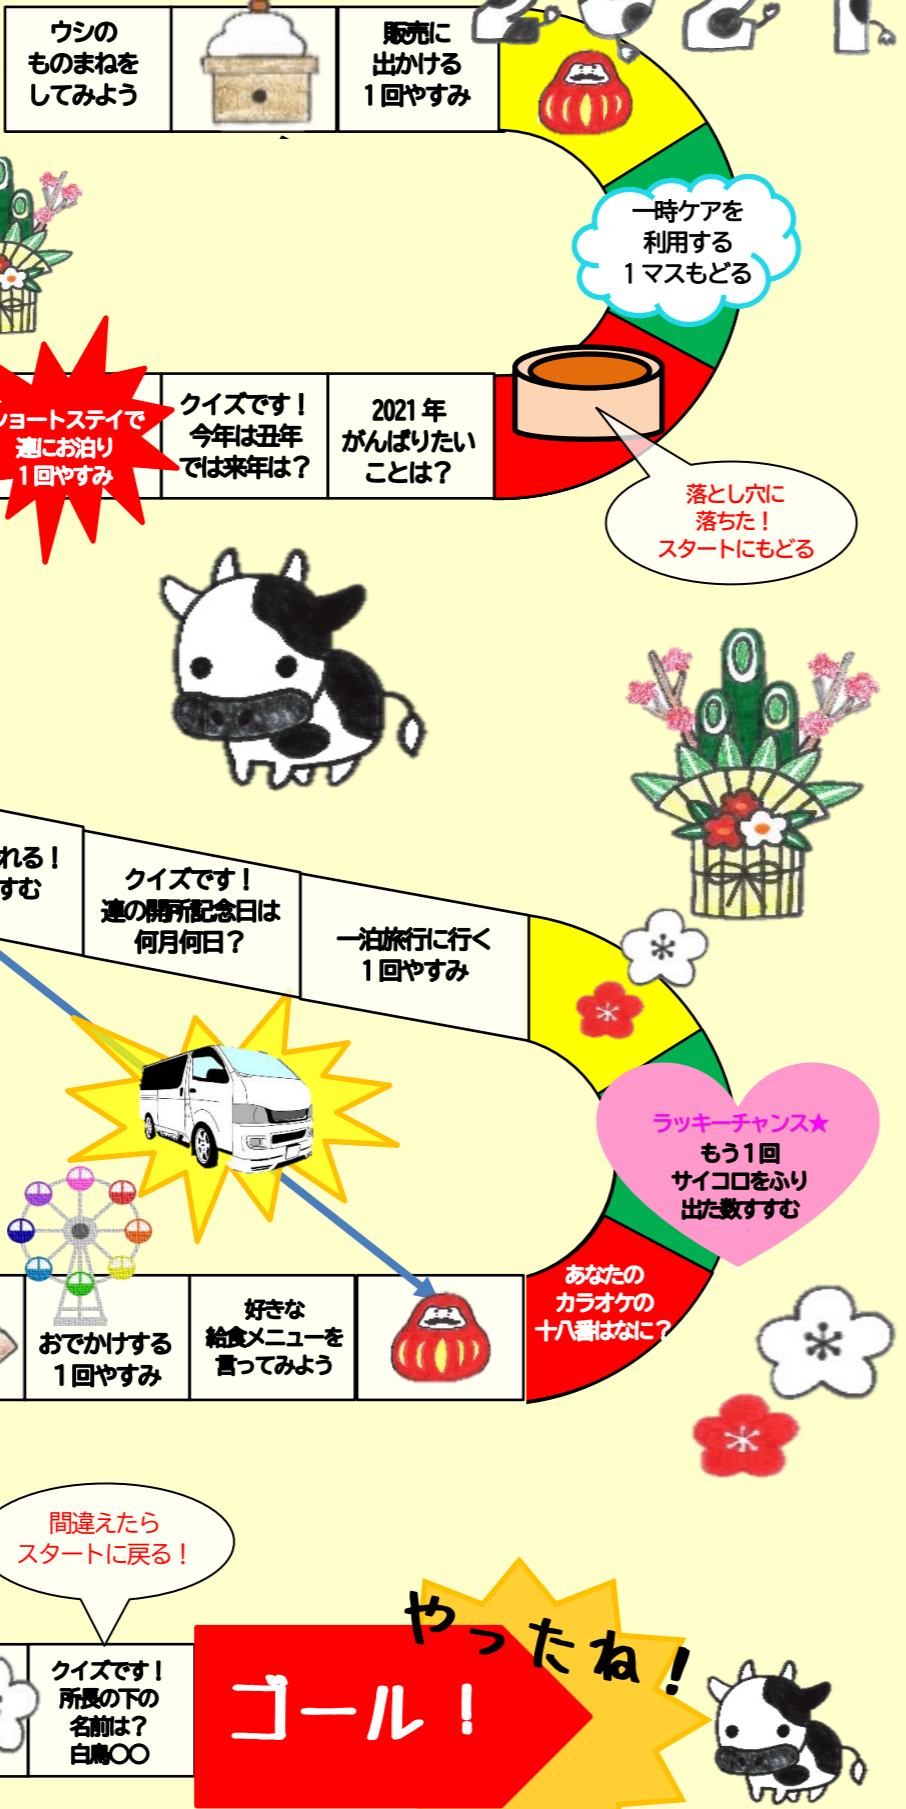 ウシの
ものまねを
してみよう
販売に
出かける
1回やすみ
一時ケアを
利用する
1マスもどる
ショートステイで
連にお泊り
1回やすみ
クイズです！
今年は丑年
では来年は？
2021年
がんばりたい
ことは？
落とし穴に
落ちた！
スタートにもどる
れる！
すむ
クイズです！
連の開所記念日は
何月何日？
一泊旅行に行く
1回やすみ
ラッキーチャンス★
もう1回
サイコロをふり
出た数すすむ
あなたの
カラオケの
十八番はなに？
おでかけする
1回やすみ
好きな
給食メニューを
言ってみよう
間違えたら
スタートに戻る！
クイズです！
所長の下の
名前は？
白鳥〇〇
やったね！
ゴール！